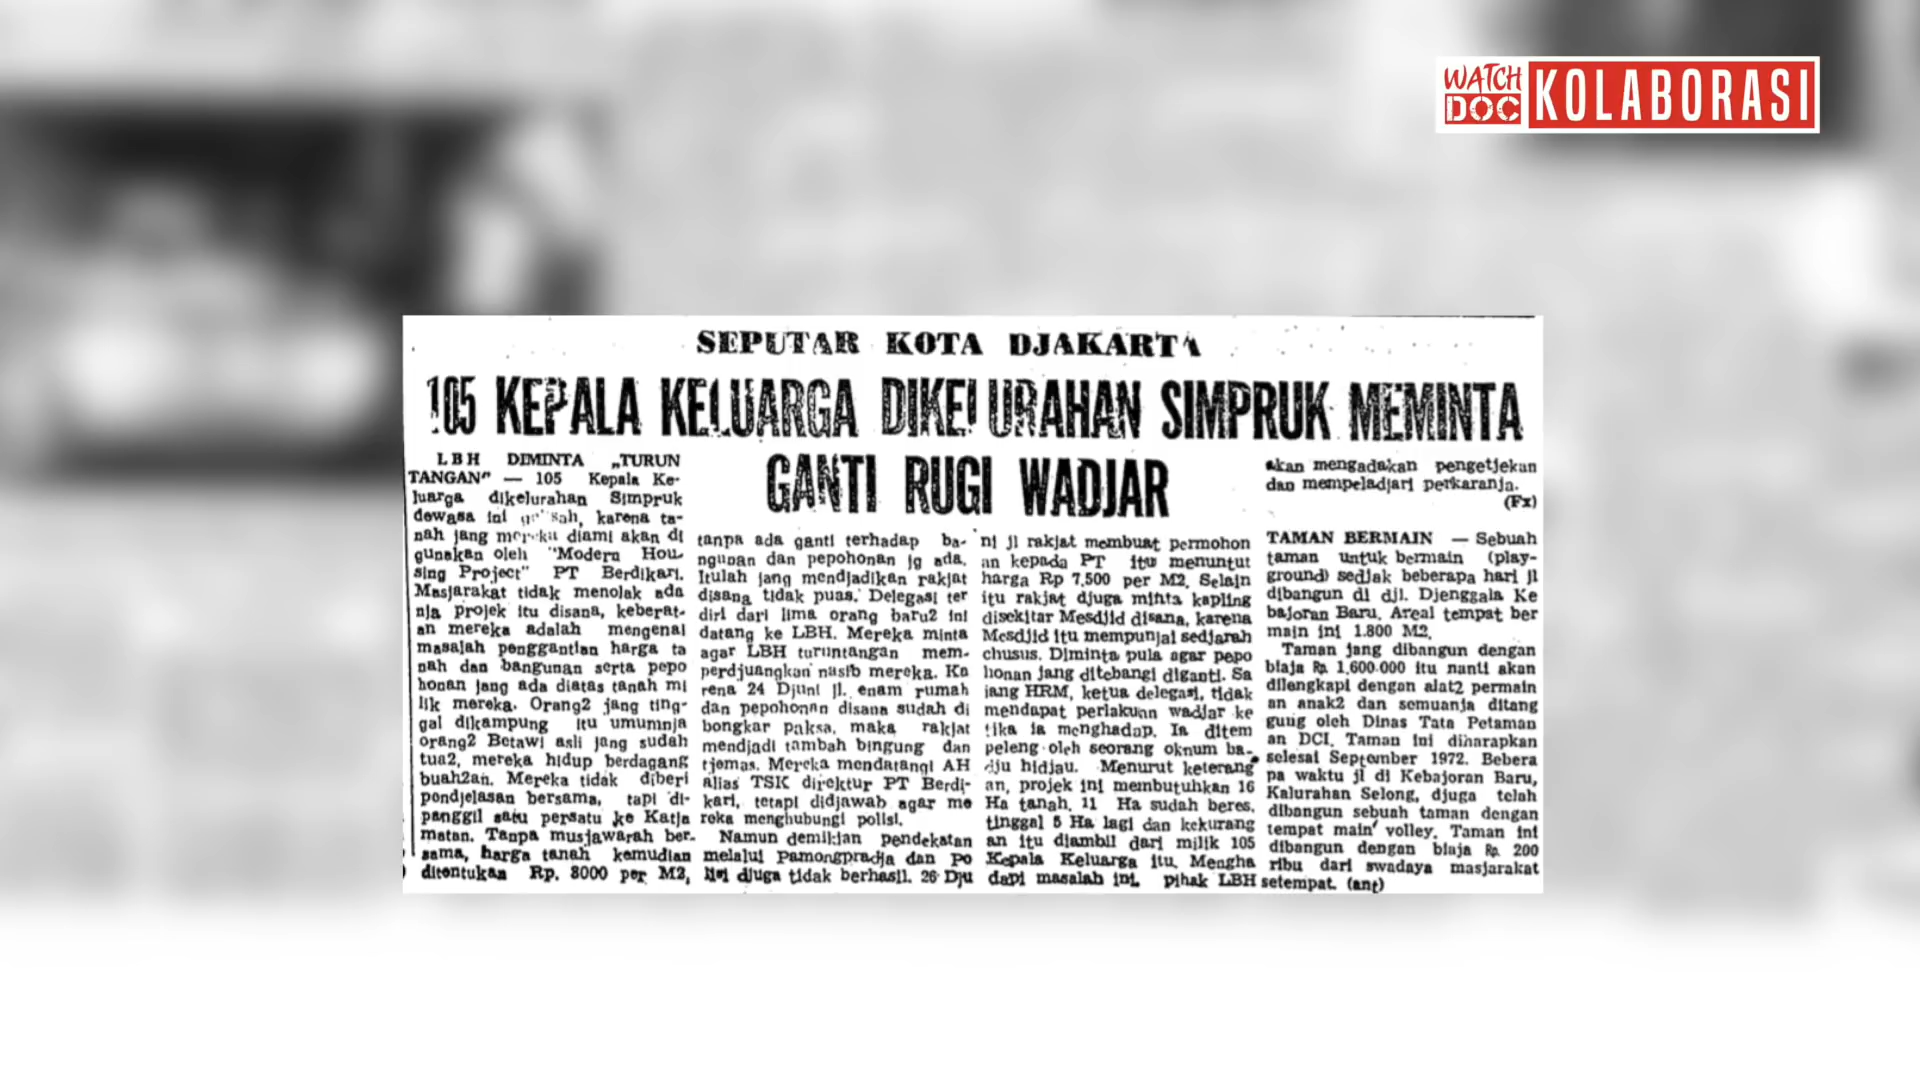 WATCH
DOC
KOLABORASI
SEPUTAR KOTA DJAKARTA
105 KEPALA KELUARGA DIKELURAHAN SIMPRUK MEMINTA
GANTI RUGI WADJAR
LBH DIMINTA „TURUN
TANGAN" — 105 Kepala Ke-
luarga dikelurahan Simpruk
dewasa ini karena ta-
nah jang mereka diami akan di
gunakan oleh "Modern Hou-
sing Project" PT Berdikari.
Masjarakat tidak menolak ada
nja projek itu disana, keberat-
an mereka adalah mengenai
masalah penggantian harga ta
nah dan bangunan serta pepo
honan jang ada diatas tanah mi
lik mereka. Orang2 jang ting-
gal dikampung itu umumnja
orang2 Betawi asli jang sudah
tua2, mereka hidup berdagang
buah2an. Mereka tidak diberi
pendjelasan bersama, tapi di-
panggil satu persatu ke Katja
matan. Tanpa musjawarah ber-
sama, harga tanah kemudian
ditentukan Rp. 3000 per M2,
tanpa ada ganti terhadap ba-
ngunan dan pepohonan jg ada.
Itulah jang mendjadikan rakjat
disana tidak puas. Delegasi ter
diri dari lima orang baru2 ini
datang ke LBH. Mereka minta
agar LBH turuntangan mem-
perdjuangkan nasib mereka. Ka
rena 24 Djuni jl. enam rumah
dan pepohonan disana sudah di
bongkar paksa, maka rakjat
mendjadi tambah bingung dan
tjemas. Mereka mendatangi AH
alias TSK direktur PT Berdi-
kari, tetapi didjawab agar me
reka menghubungi polisi.
Namun demikian pendekatan
melalui Pamongpradja dan Po
lisi djuga tidak berhasil. 26 Dju
ni jl rakjat membuat permohon
an kepada PT itu menuntut
harga Rp 7.500 per M2. Selain
itu rakjat djuga minta kapling
disekitar Mesdjid disana, karena
Mesdjid itu mempunjai sedjarah
chusus. Diminta pula agar pepo
honan jang ditebangi diganti. Sa
jang HRM, ketua delegasi, tidak
mendapat perlakuan wadjar ke
tika ia menghadap. Ia ditem
peleng oleh seorang oknum ba-
dju hidjau. Menurut keterang
an, projek ini membutuhkan 16
Ha tanah. 11 Ha sudah beres.
tinggal 5 Ha lagi dan kekurang
an itu diambil dari milik 105
Kepala Keluarga itu. Mengha
dapi masalah ini, pihak LBH
akan mengadakan pengetjekan
dan mempeladjari perkaranja.
(Fx)
TAMAN BERMAIN — Sebuah
taman untuk bermain (play-
ground) sedjak beberapa hari jl
dibangun di djl. Djenggala Ke
bajoran Baru. Areal tempat ber
main ini 1.800 M2.
Taman jang dibangun dengan
biaja Rp 1.600.000 itu nanti akan
dilengkapi dengan alat2 permain
an anak2 dan semuanja ditang
gung oleh Dinas Tata Petaman
an DCI. Taman ini diharapkan
selesai September 1972. Bebera
pa waktu jl di Kebajoran Baru,
Kalurahan Selong, djuga telah
dibangun sebuah taman dengan
tempat main volley. Taman ini
dibangun dengan biaja Rp 200
ribu dari swadaya masjarakat
setempat. (ant)